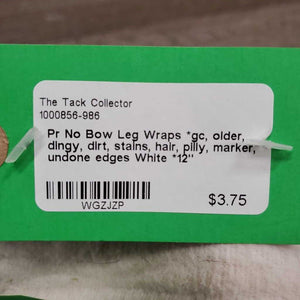 The Tack Collector
1000856-986
Pr No Bow Leg Wraps *gc, older,
dingy, dirt, stains, hair, pilly, marker,
undone edges White *12"
WGZJZP
$3.75